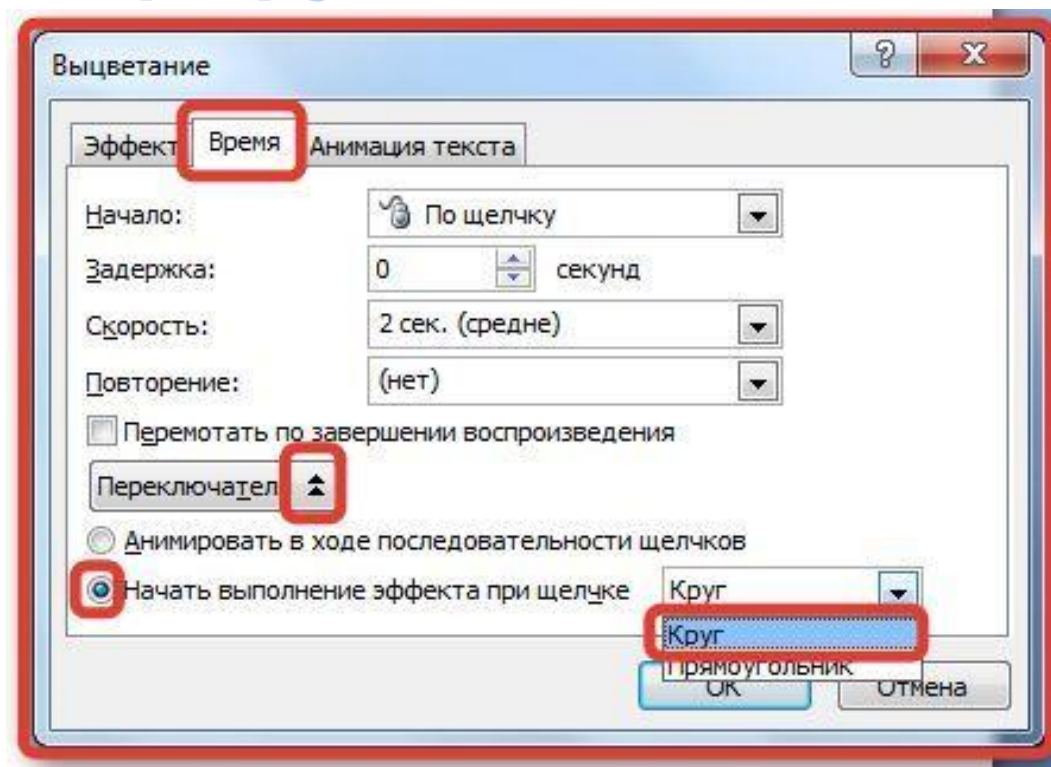 Выцветание
Эффект Время Анимация текста
Начало: По щелчку
Задержка: 0 секунд
Скорость: 2 сек. (средне)
Повторение: (нет)
Перемотать по завершении воспроизведения
Переключател
Анимировать в ходе последовательности щелчков
Начать выполнение эффекта при щелчке Круг
Круг
Прямоугольник
ОК Отмена